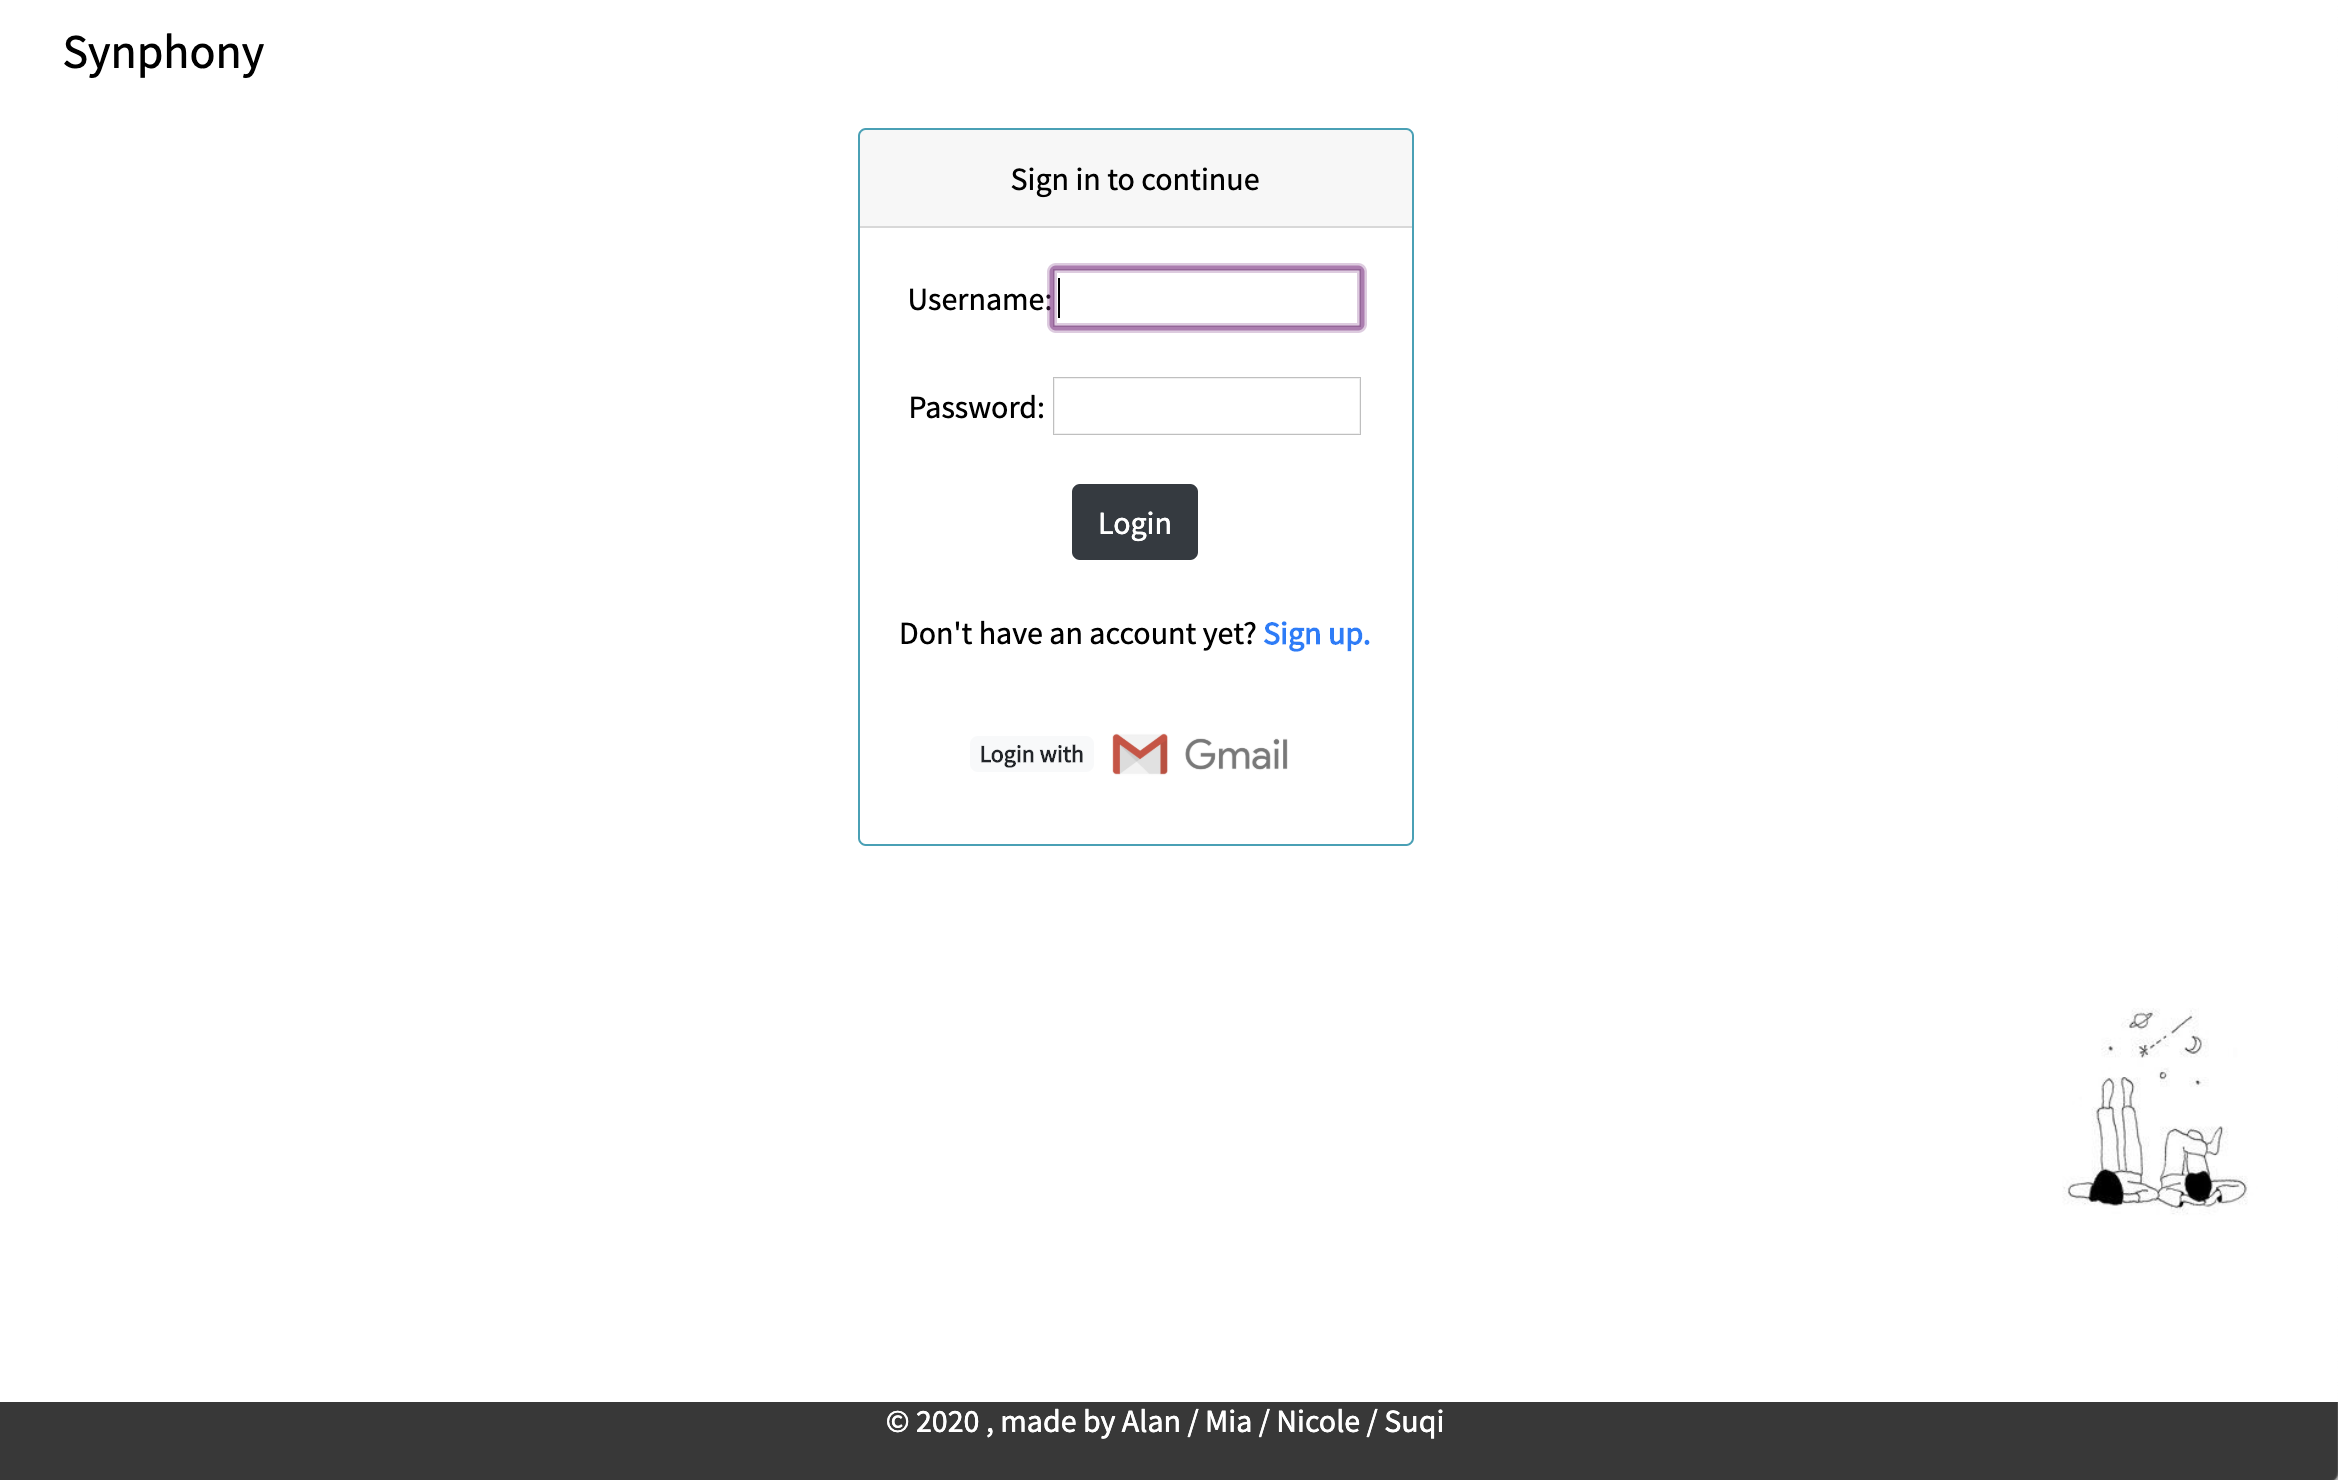 Synphony
Sign in to continue
Username:
Password:
Login
Don't have an account yet? Sign up.
Login with Gmail
© 2020 , made by Alan / Mia / Nicole / Suqi